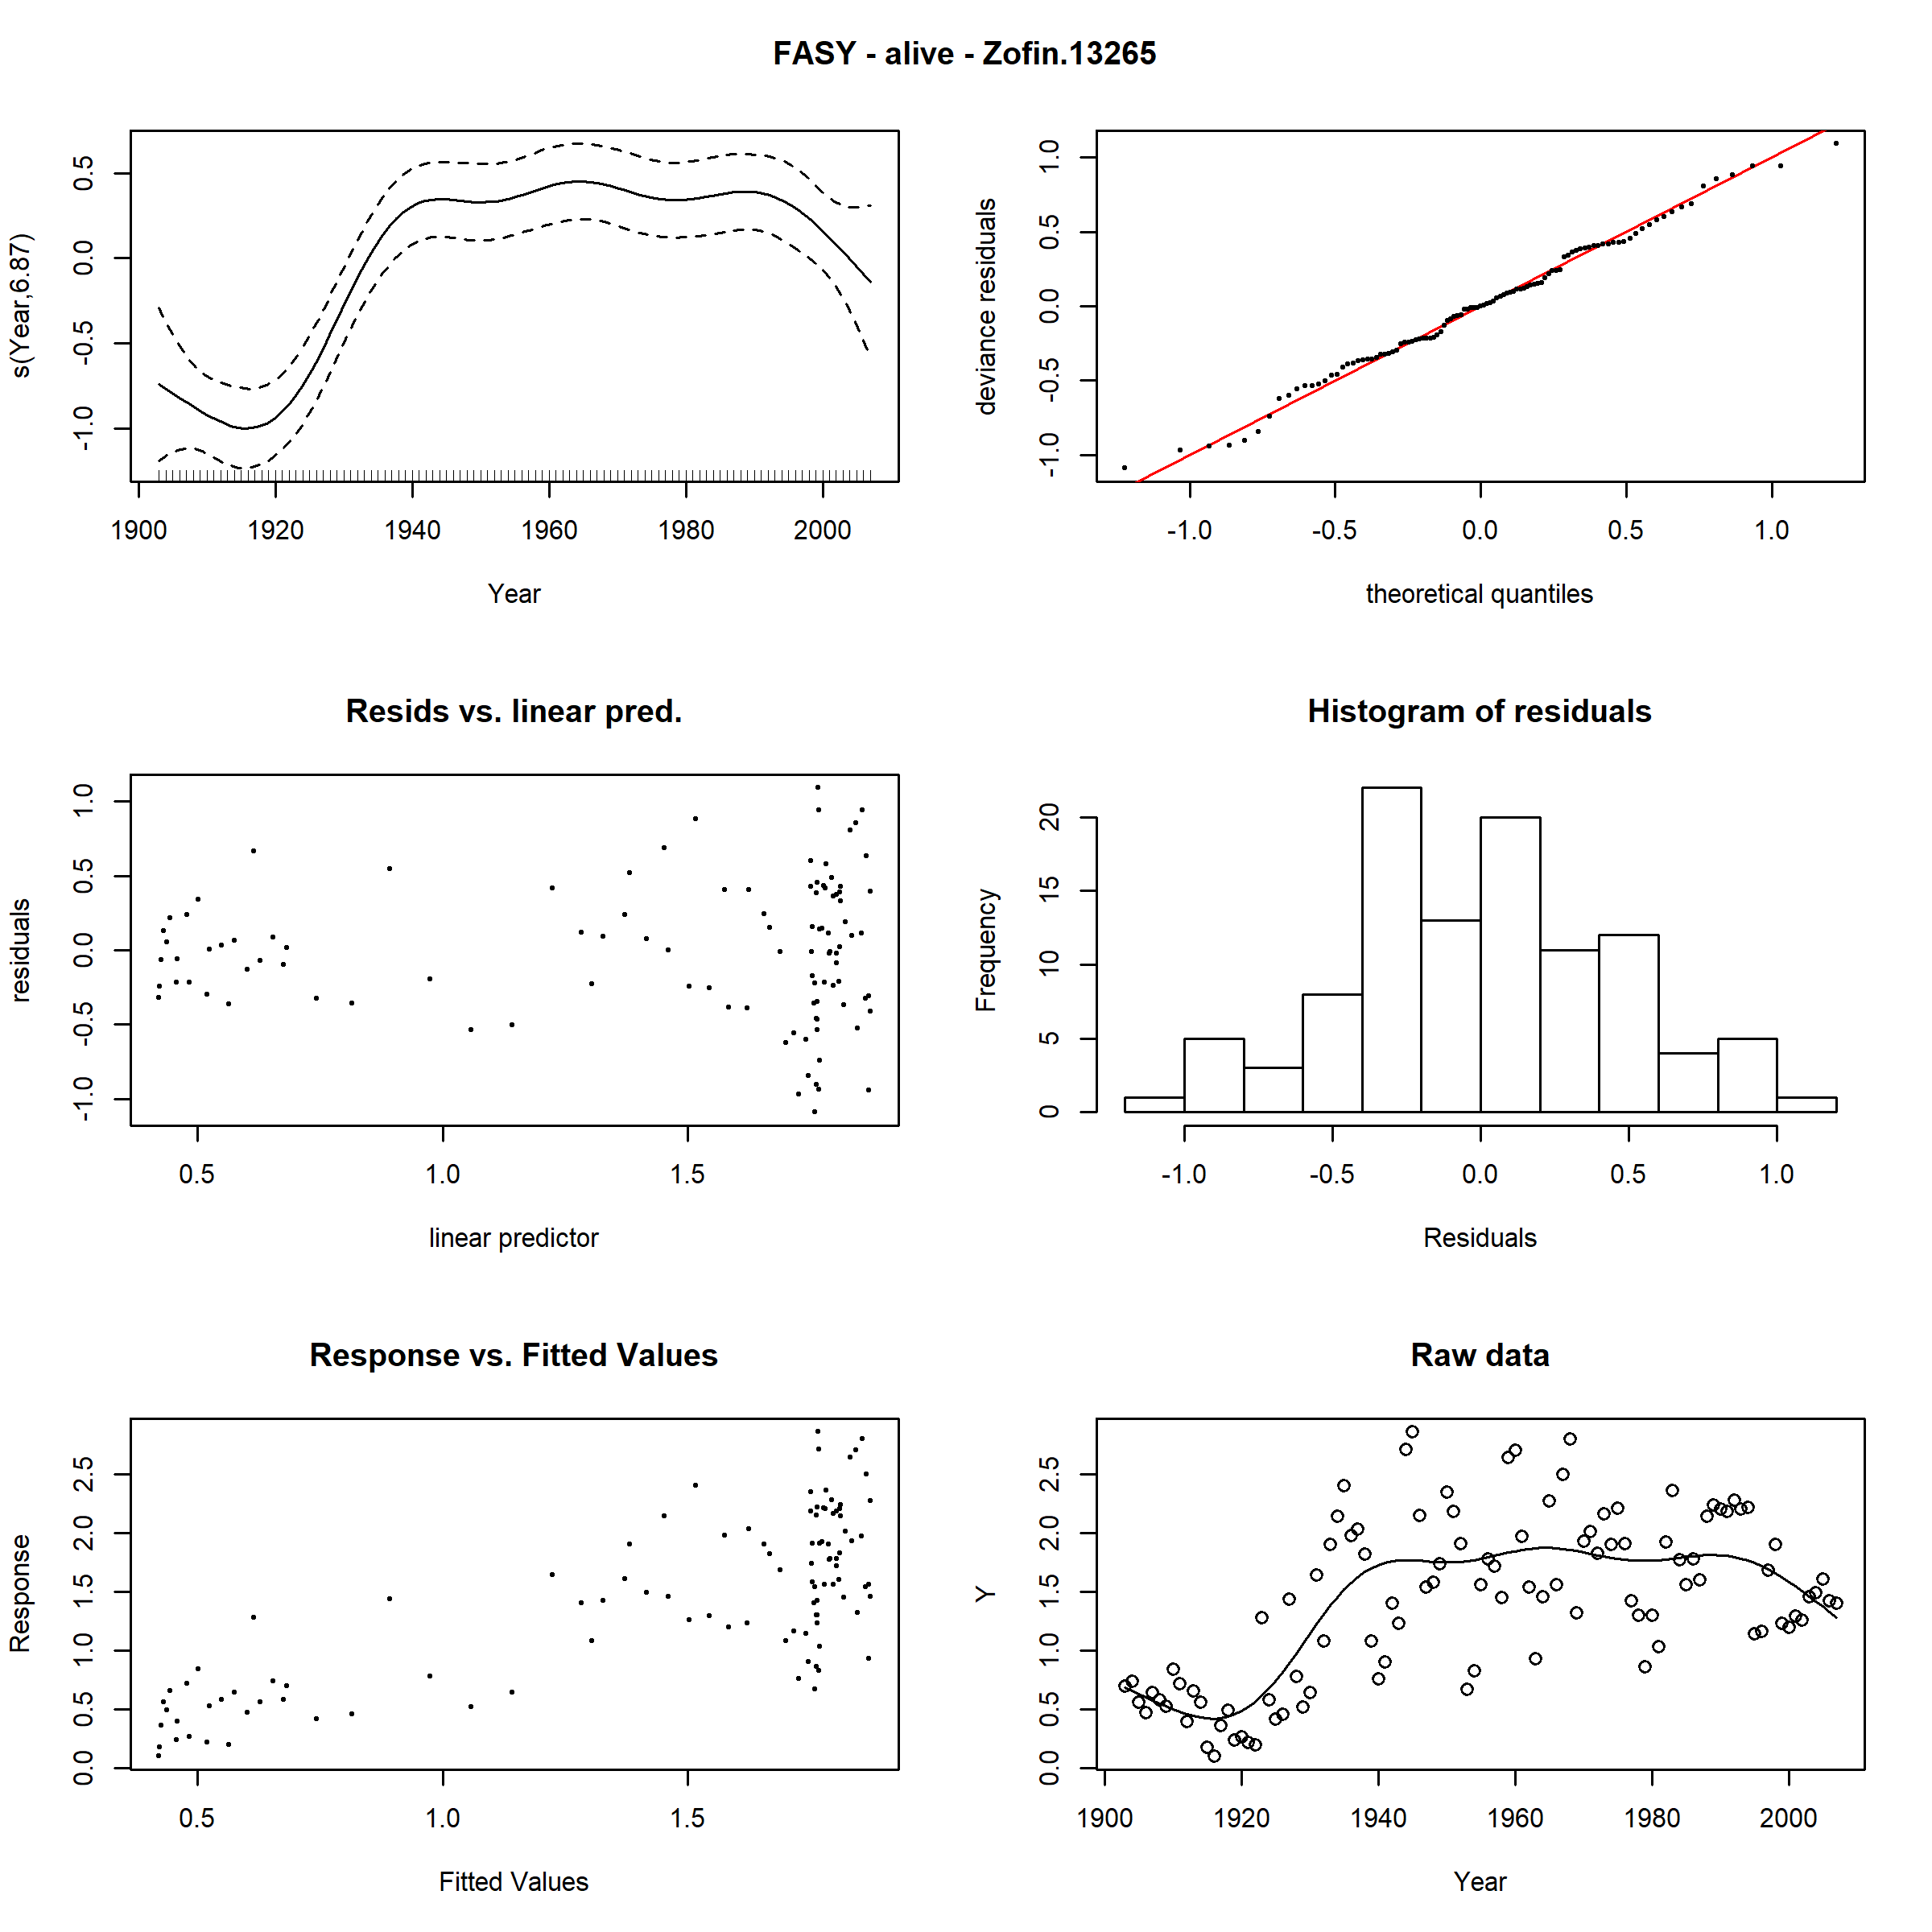 FASY - alive - Zofin.13265
s(Year,6.87)
-1.0 -0.5 0.0 0.5
1900 1920 1940 1960 1980 2000
Year
deviance residuals
-1.0 -0.5 0.0 0.5 1.0
-1.0 -0.5 0.0 0.5 1.0
theoretical quantiles
Resids vs. linear pred.
residuals
-1.0 -0.5 0.0 0.5 1.0
0.5 1.0 1.5
linear predictor
Histogram of residuals
Frequency
0 5 10 15 20
-1.0 -0.5 0.0 0.5 1.0
Residuals
Response vs. Fitted Values
Response
0.0 0.5 1.0 1.5 2.0 2.5
0.5 1.0 1.5
Fitted Values
Raw data
Y
0.0 0.5 1.0 1.5 2.0 2.5
1900 1920 1940 1960 1980 2000
Year